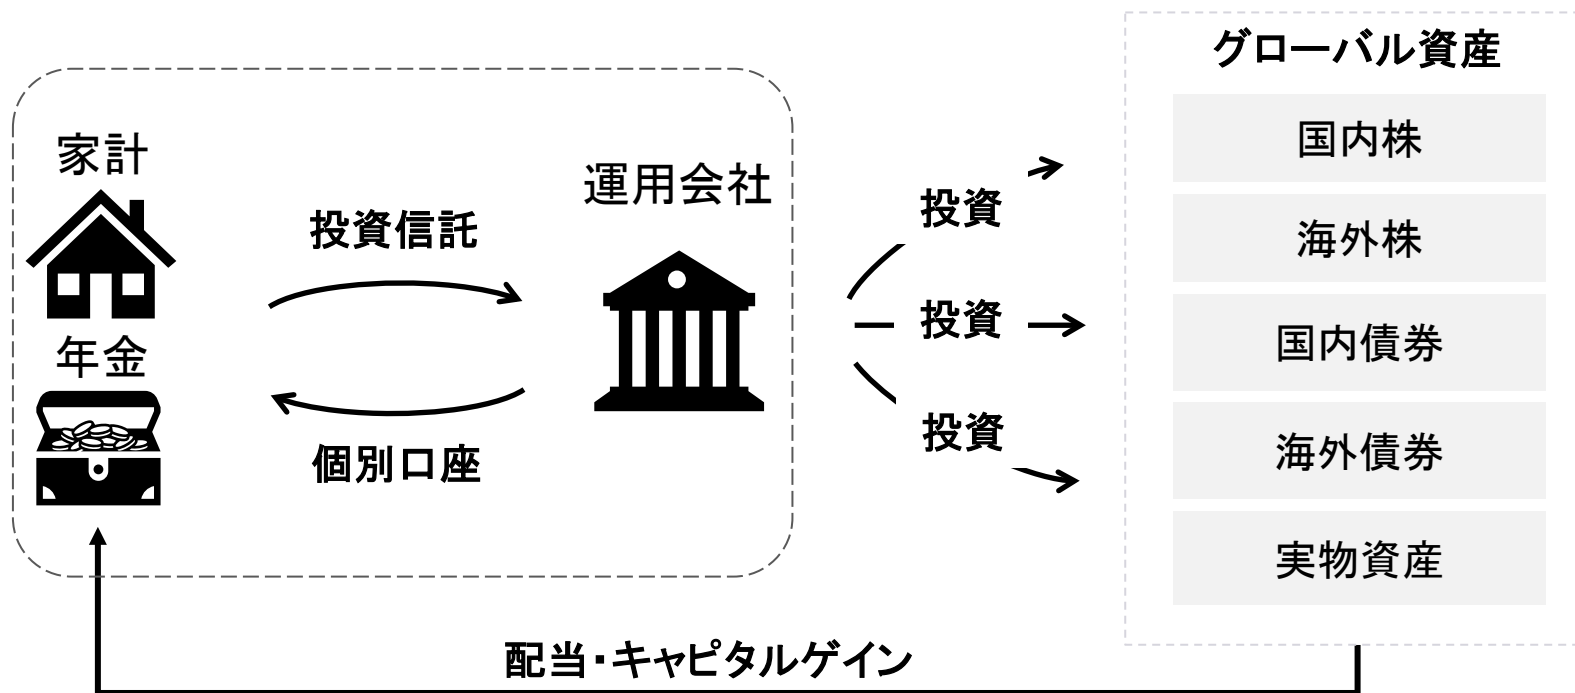 家計
年金
投資信託
個別口座
運用会社
投資
投資
投資
グローバル資産
国内株
海外株
国内債券
海外債券
実物資産
配当・キャピタルゲイン